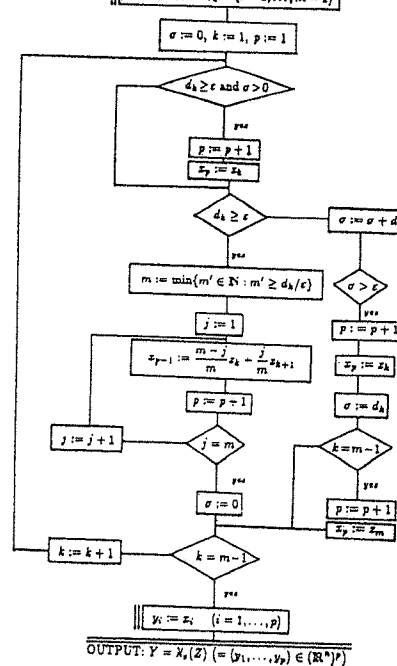 σ := 0, k := 1, p := 1
d_k ≥ ε and σ > 0
yes
p := p + 1
x_p := z_k
d_k ≥ ε
σ := σ + d
yes
m := min{m' ∈ ℕ : m' ≥ d_k/ε}
σ > ε
yes
j := 1
p := p + 1
x_{p+1} := \frac{m-j}{m} z_k + \frac{j}{m} z_{k+1}
x_p := z_k
p := p + 1
σ := d_k
j := j + 1
j = m
k = m-1
yes
yes
σ := 0
p := p + 1
x_p := z_m
k := k + 1
k = m-1
yes
y_i := x_i (i = 1, ..., p)
OUTPUT: Y = X_ε(Z) (= (y_1, ..., y_p) ∈ (ℝ^n)^p)